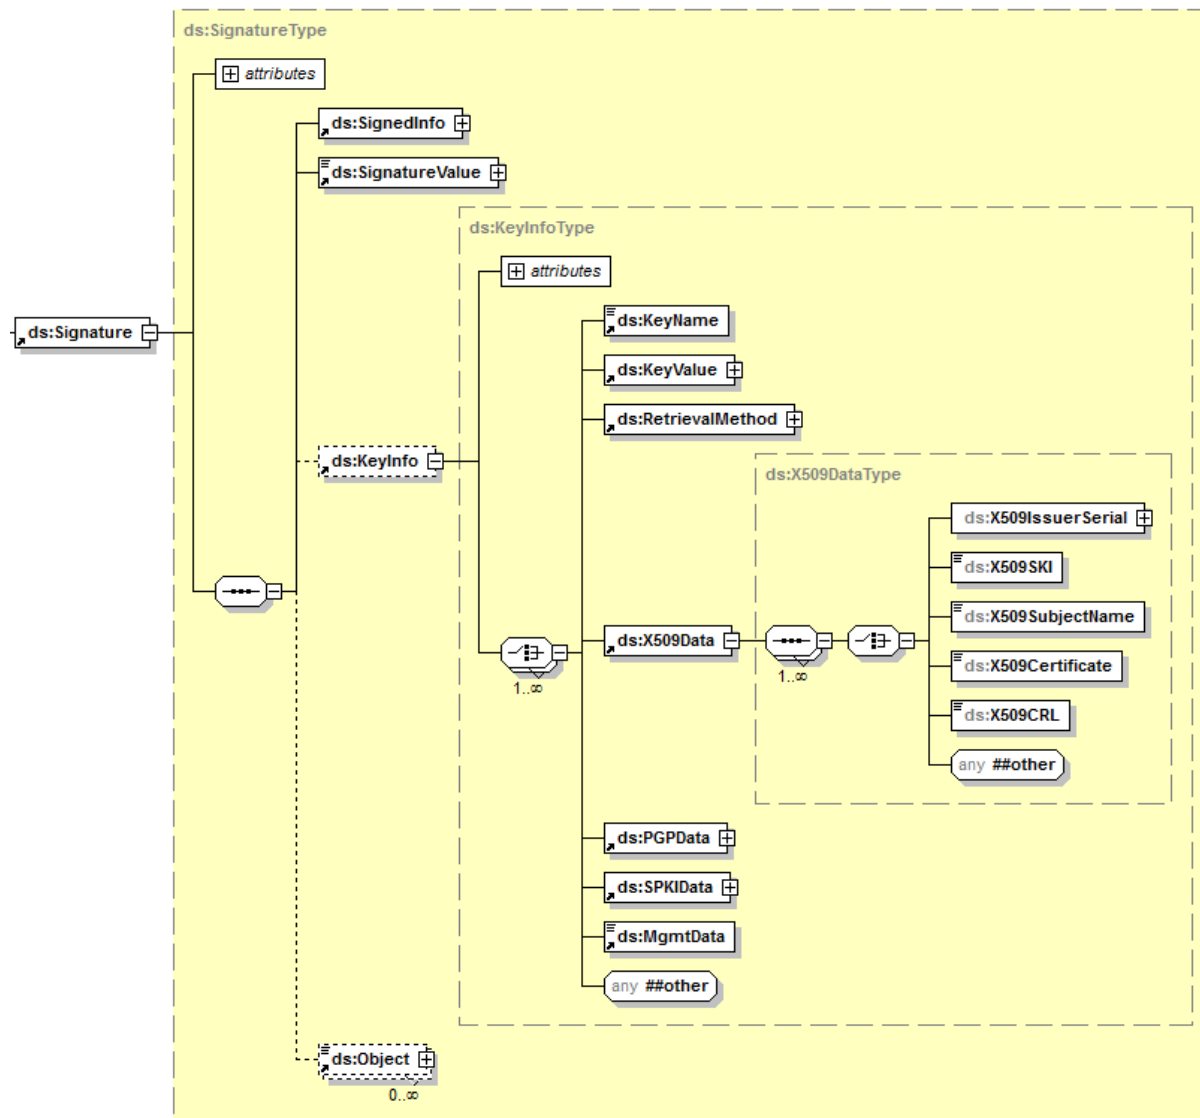 ds:SignatureType
attributes
ds:SignedInfo
ds:SignatureValue
ds:KeyInfoType
attributes
ds:Signature
ds:KeyName
ds:KeyValue
ds:RetrievalMethod
ds:KeyInfo
ds:X509DataType
ds:X509IssuerSerial
ds:X509SKI
ds:X509SubjectName
ds:X509Data
1..∞
1..∞
ds:X509Certificate
ds:X509CRL
any ##other
ds:PGPData
ds:SPKIData
ds:MgmtData
any ##other
ds:Object
0..∞